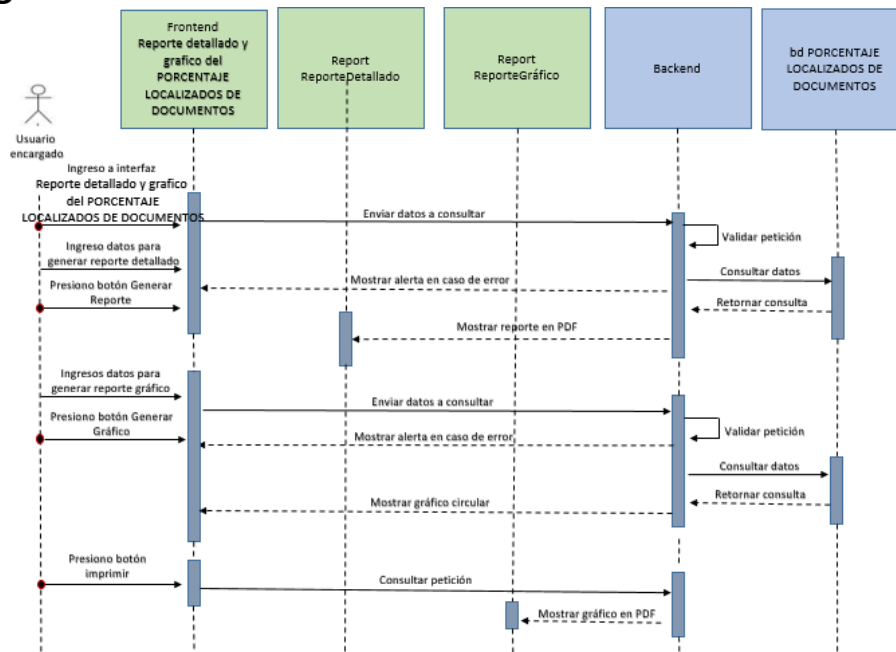 Frontend
Reporte detallado y
grafico del
PORCENTAJE
LOCALIZADOS DE
DOCUMENTOS
Report
ReporteDetallado
Report
ReporteGráfico
Backend
bd PORCENTAJE
LOCALIZADOS DE
DOCUMENTOS
Usuario
encargado
Ingreso a interfaz
Reporte detallado y grafico
del PORCENTAJE
LOCALIZADOS DE DOCUMENTOS
Enviar datos a consultar
Validar petición
Ingreso datos para
generar reporte detallado
Mostrar alerta en caso de error
Consultar datos
Presiono botón Generar
Reporte
Retornar consulta
Mostrar reporte en PDF
Ingresos datos para
generar reporte gráfico
Enviar datos a consultar
Presiono botón Generar
Gráfico
Validar petición
Mostrar alerta en caso de error
Consultar datos
Retornar consulta
Mostrar gráfico circular
Presiono botón
imprimir
Consultar petición
Mostrar gráfico en PDF